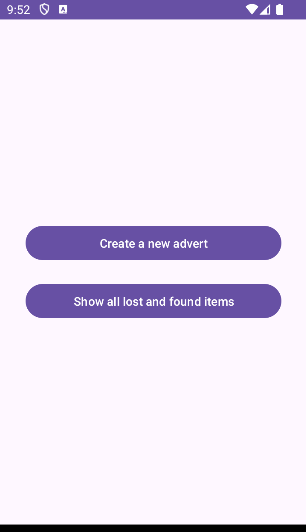 9:52
Create a new advert
Show all lost and found items